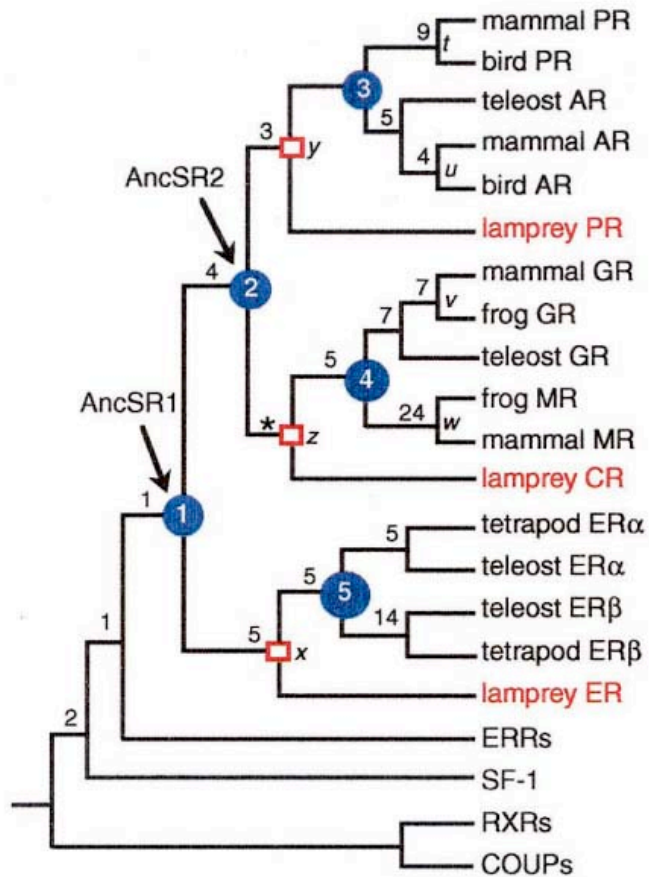 9 mammal PR
t
bird PR
3
5 teleost AR
3 y
4 mammal AR
u
bird AR
AncSR2
lamprey PR
4 2
7 mammal GR
v
7 frog GR
5 teleost GR
4
24 frog MR
w
mammal MR
* z
AncSR1
lamprey CR
1 1
5 tetrapod ERα
teleost ERα
5 5
14 teleost ERβ
tetrapod ERβ
1
5 x
lamprey ER
2 ERRs
SF-1
RXRs
COUPs